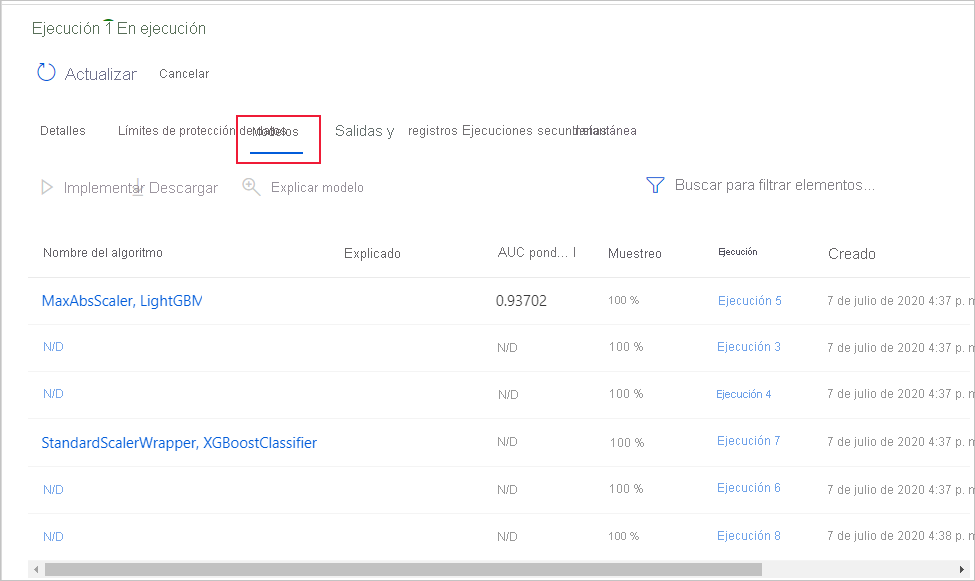 Ejecución 1 En ejecución
Actualizar Cancelar
Detalles Límites de protección de datos Modelos Salidas y registros Ejecuciones secundarias Instantánea
Implementar Descargar Explicar modelo Buscar para filtrar elementos...
Nombre del algoritmo Explicado AUC pond... Muestreo Ejecución Creado
MaxAbsScaler, LightGBM 0.93702 100 % Ejecución 5 7 de julio de 2020 4:37 p. m
N/D N/D 100 % Ejecución 3 7 de julio de 2020 4:37 p. m
N/D N/D 100 % Ejecución 4 7 de julio de 2020 4:37 p. m
StandardScalerWrapper, XGBoostClassifier N/D 100 % Ejecución 7 7 de julio de 2020 4:37 p. m
N/D N/D 100 % Ejecución 6 7 de julio de 2020 4:37 p. m
N/D N/D 100 % Ejecución 8 7 de julio de 2020 4:38 p. m